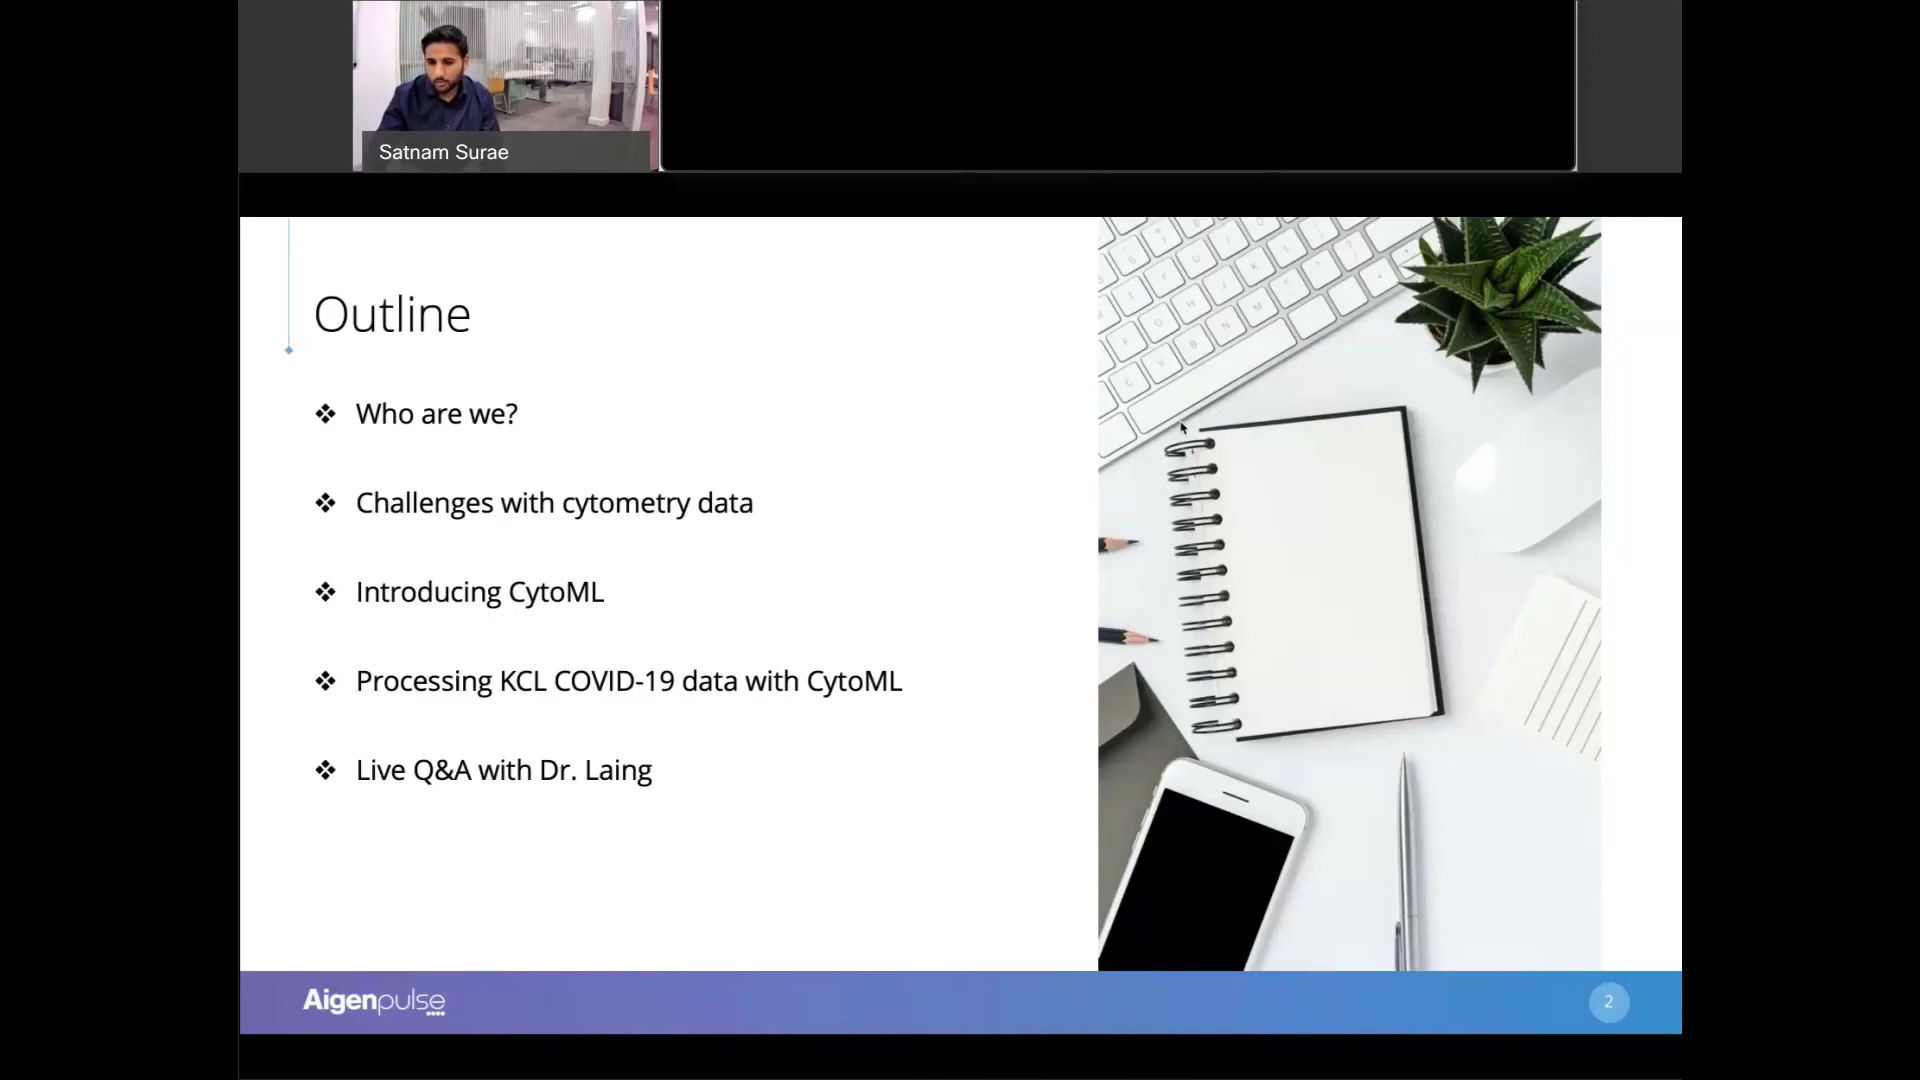 Satnam Surae
Outline
❖ Who are we?
❖ Challenges with cytometry data
❖ Introducing CytoML
❖ Processing KCL COVID-19 data with CytoML
❖ Live Q&A with Dr. Laing
Aigenpulse
2